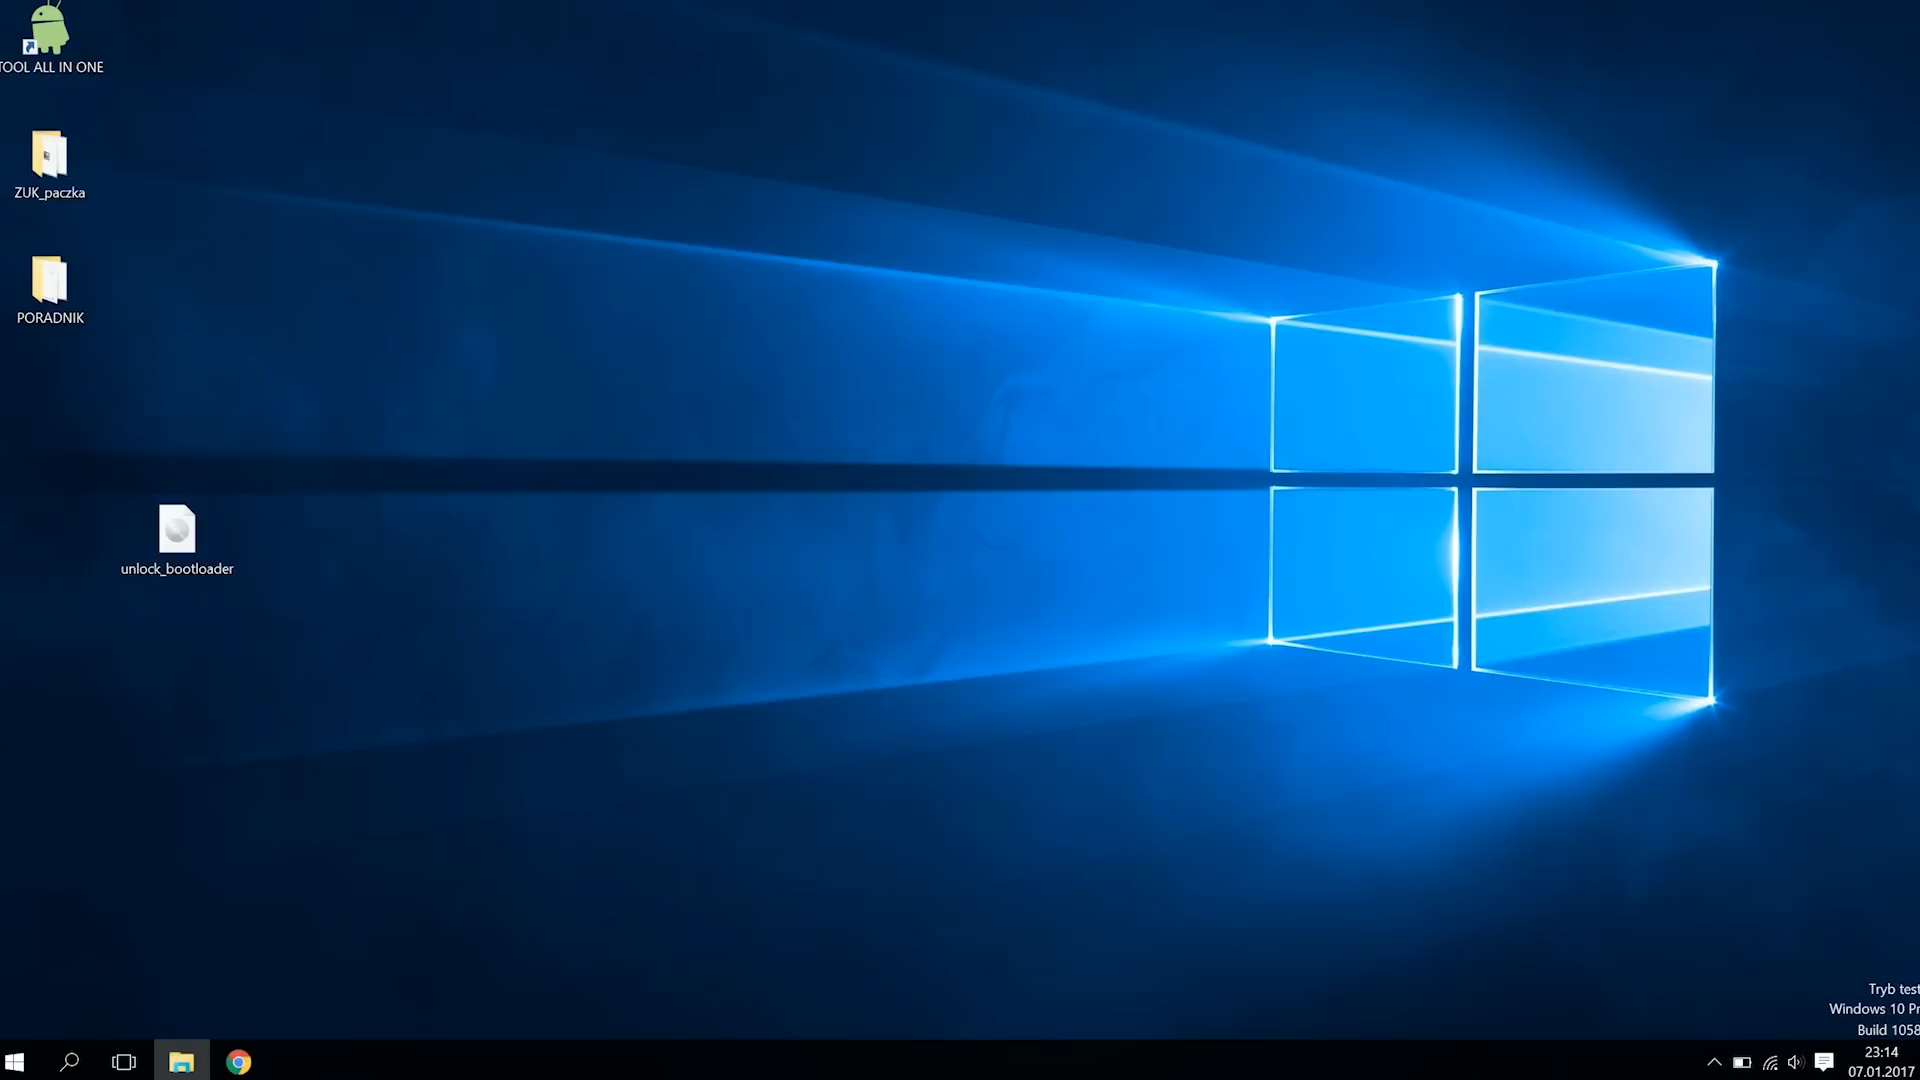 TOOL ALL IN ONE
ZUK_paczka
PORADNIK
unlock_bootloader
Tryb test
Windows 10 Pr
Build 1058
23:14
07.01.2017